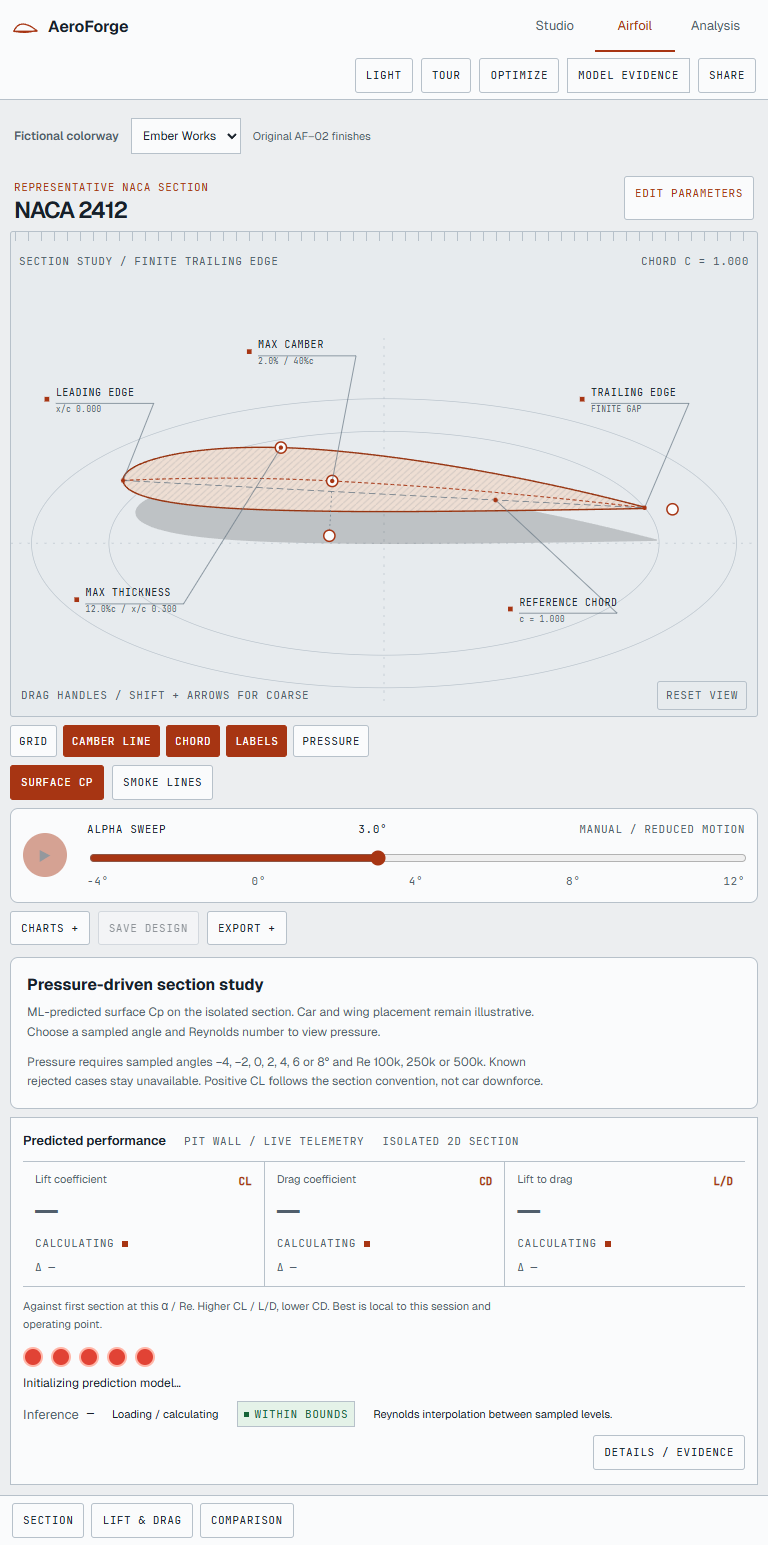 AeroForge
Studio
Airfoil
Analysis
LIGHT
TOUR
OPTIMIZE
MODEL EVIDENCE
SHARE
Fictional colorway
Ember Works
Original AF–02 finishes
REPRESENTATIVE NACA SECTION
NACA 2412
EDIT PARAMETERS
SECTION STUDY / FINITE TRAILING EDGE
CHORD C = 1.000
MAX CAMBER
2.0% / 40%c
LEADING EDGE
x/c 0.000
TRAILING EDGE
FINITE GAP
MAX THICKNESS
12.0%c / x/c 0.300
REFERENCE CHORD
c = 1.000
DRAG HANDLES / SHIFT + ARROWS FOR COARSE
RESET VIEW
GRID
CAMBER LINE
CHORD
LABELS
PRESSURE
SURFACE CP
SMOKE LINES
ALPHA SWEEP
3.0°
MANUAL / REDUCED MOTION
-4°
0°
4°
8°
12°
CHARTS +
SAVE DESIGN
EXPORT +
Pressure-driven section study
ML-predicted surface Cp on the isolated section. Car and wing placement remain illustrative.
Choose a sampled angle and Reynolds number to view pressure.
Pressure requires sampled angles −4, −2, 0, 2, 4, 6 or 8° and Re 100k, 250k or 500k. Known
rejected cases stay unavailable. Positive CL follows the section convention, not car downforce.
Predicted performance
PIT WALL / LIVE TELEMETRY
ISOLATED 2D SECTION
Lift coefficient
CL
—
CALCULATING
Δ —
Drag coefficient
CD
—
CALCULATING
Δ —
Lift to drag
L/D
—
CALCULATING
Δ —
Against first section at this α / Re. Higher CL / L/D, lower CD. Best is local to this session and
operating point.
Initializing prediction model…
Inference —
Loading / calculating
WITHIN BOUNDS
Reynolds interpolation between sampled levels.
DETAILS / EVIDENCE
SECTION
LIFT & DRAG
COMPARISON